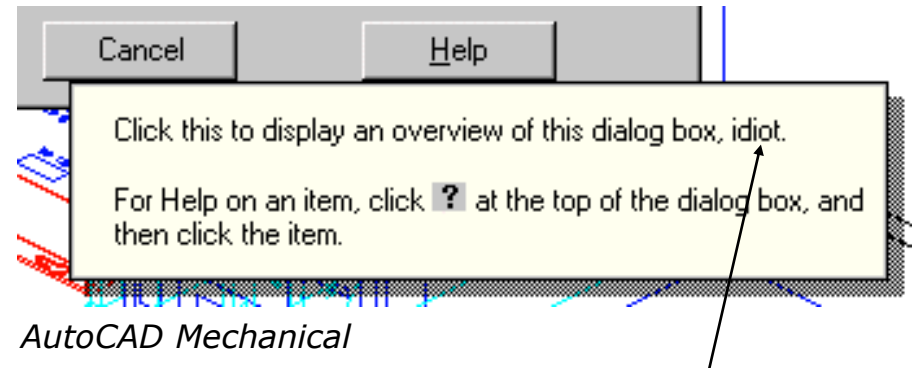 Cancel Help
Click this to display an overview of this dialog box, idiot.
For Help on an item, click ? at the top of the dialog box, and
then click the item.
AutoCAD Mechanical